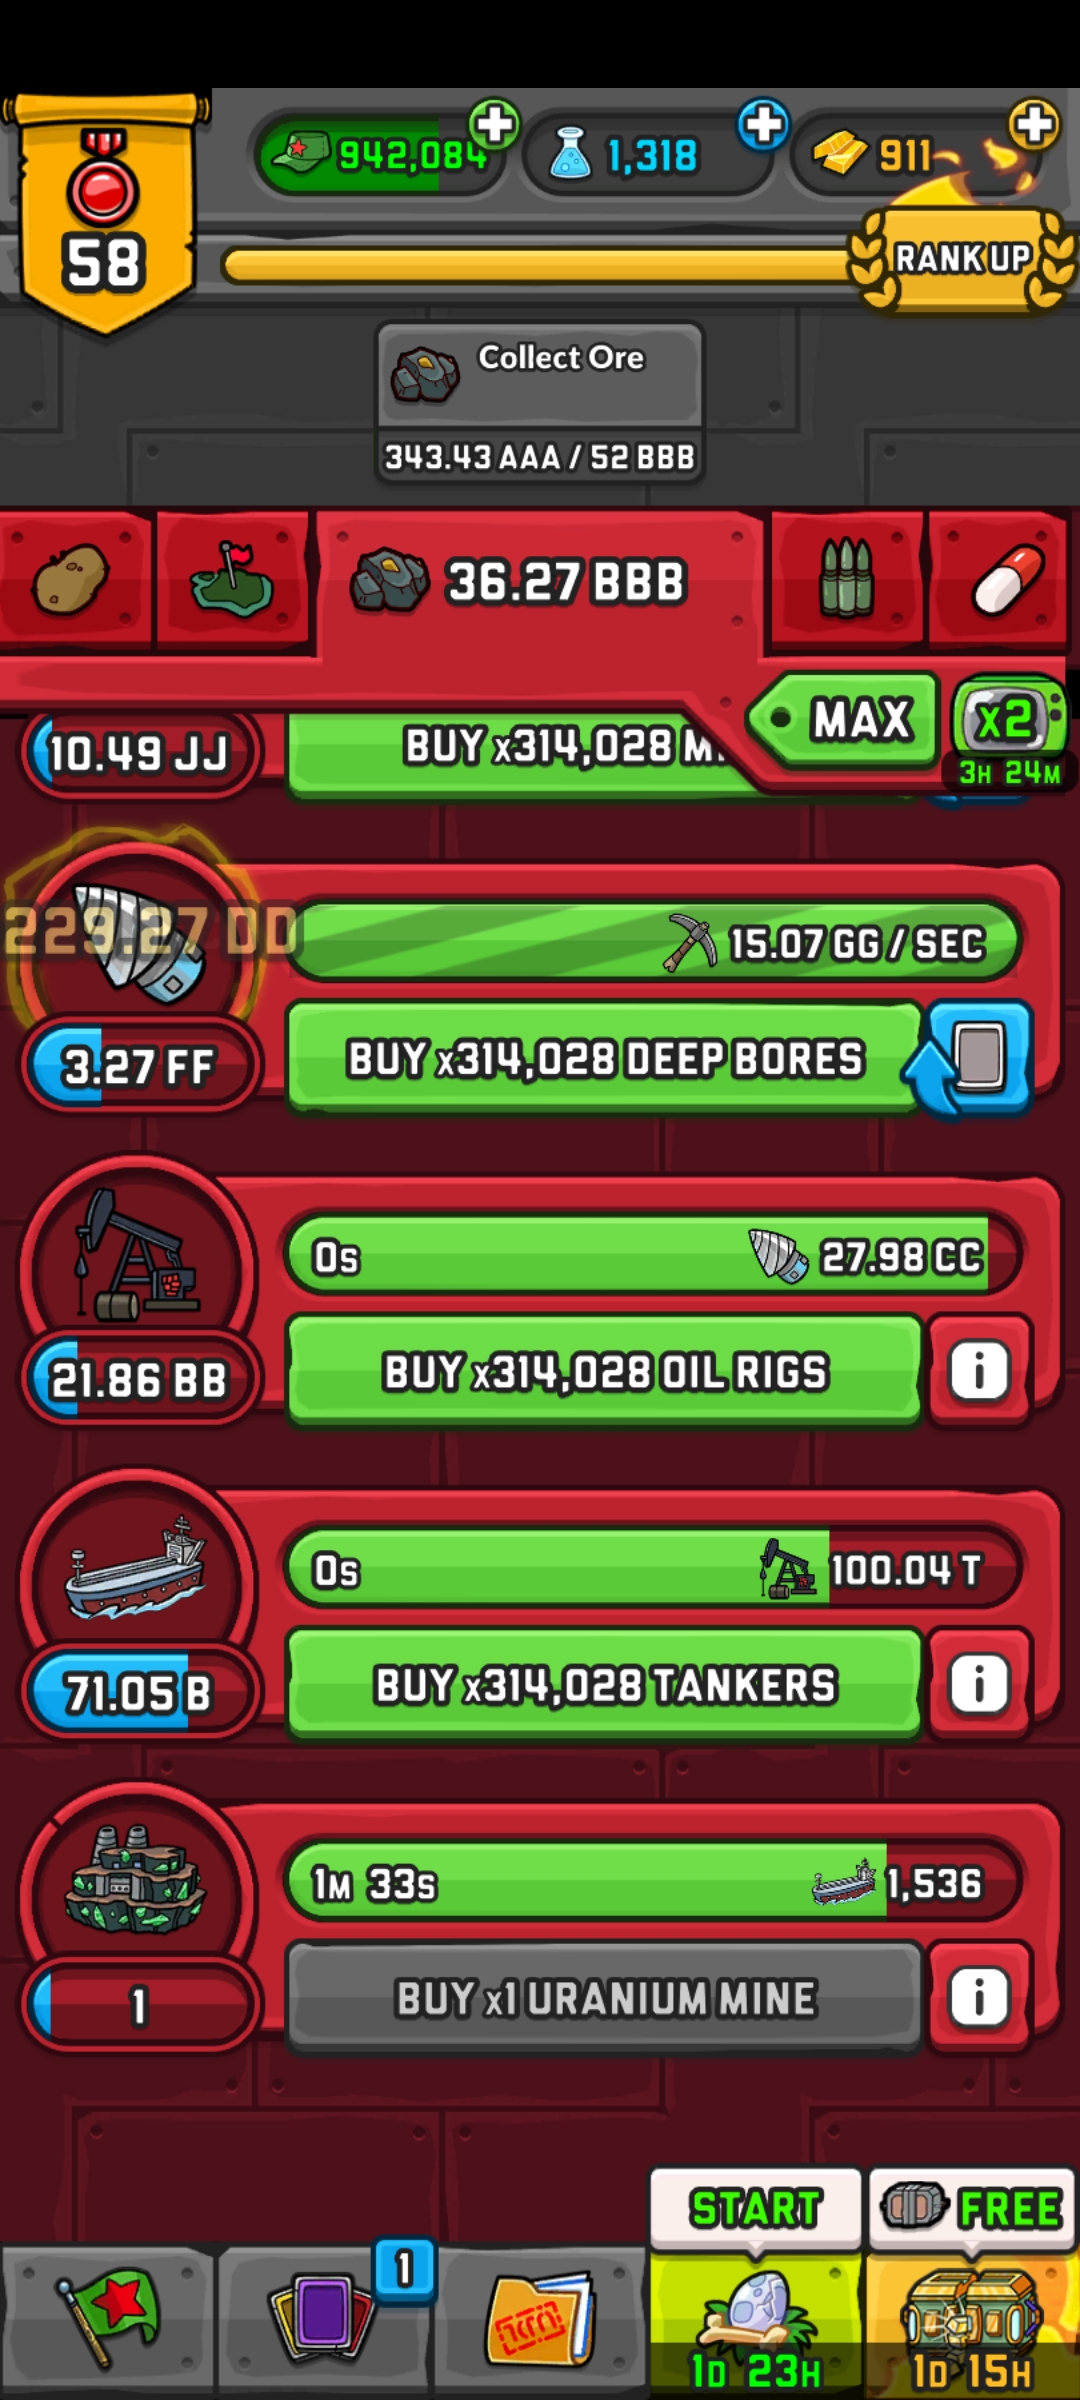 942,084
1,318
911
58
RANK UP
Collect Ore
343.43 AAA / 52 BBB
36.27 BBB
MAX
x2
3H 24M
10.49 JJ
BUY x314,028
229.27 DD
15.07 GG / SEC
3.27 FF
BUY x314,028 DEEP BORES
0s
27.98 CC
21.86 BB
BUY x314,028 OIL RIGS
i
0s
100.04 T
71.05 B
BUY x314,028 TANKERS
i
1M 33s
1,536
1
BUY x1 URANIUM MINE
i
START
FREE
1
1D 23H
1D 15H